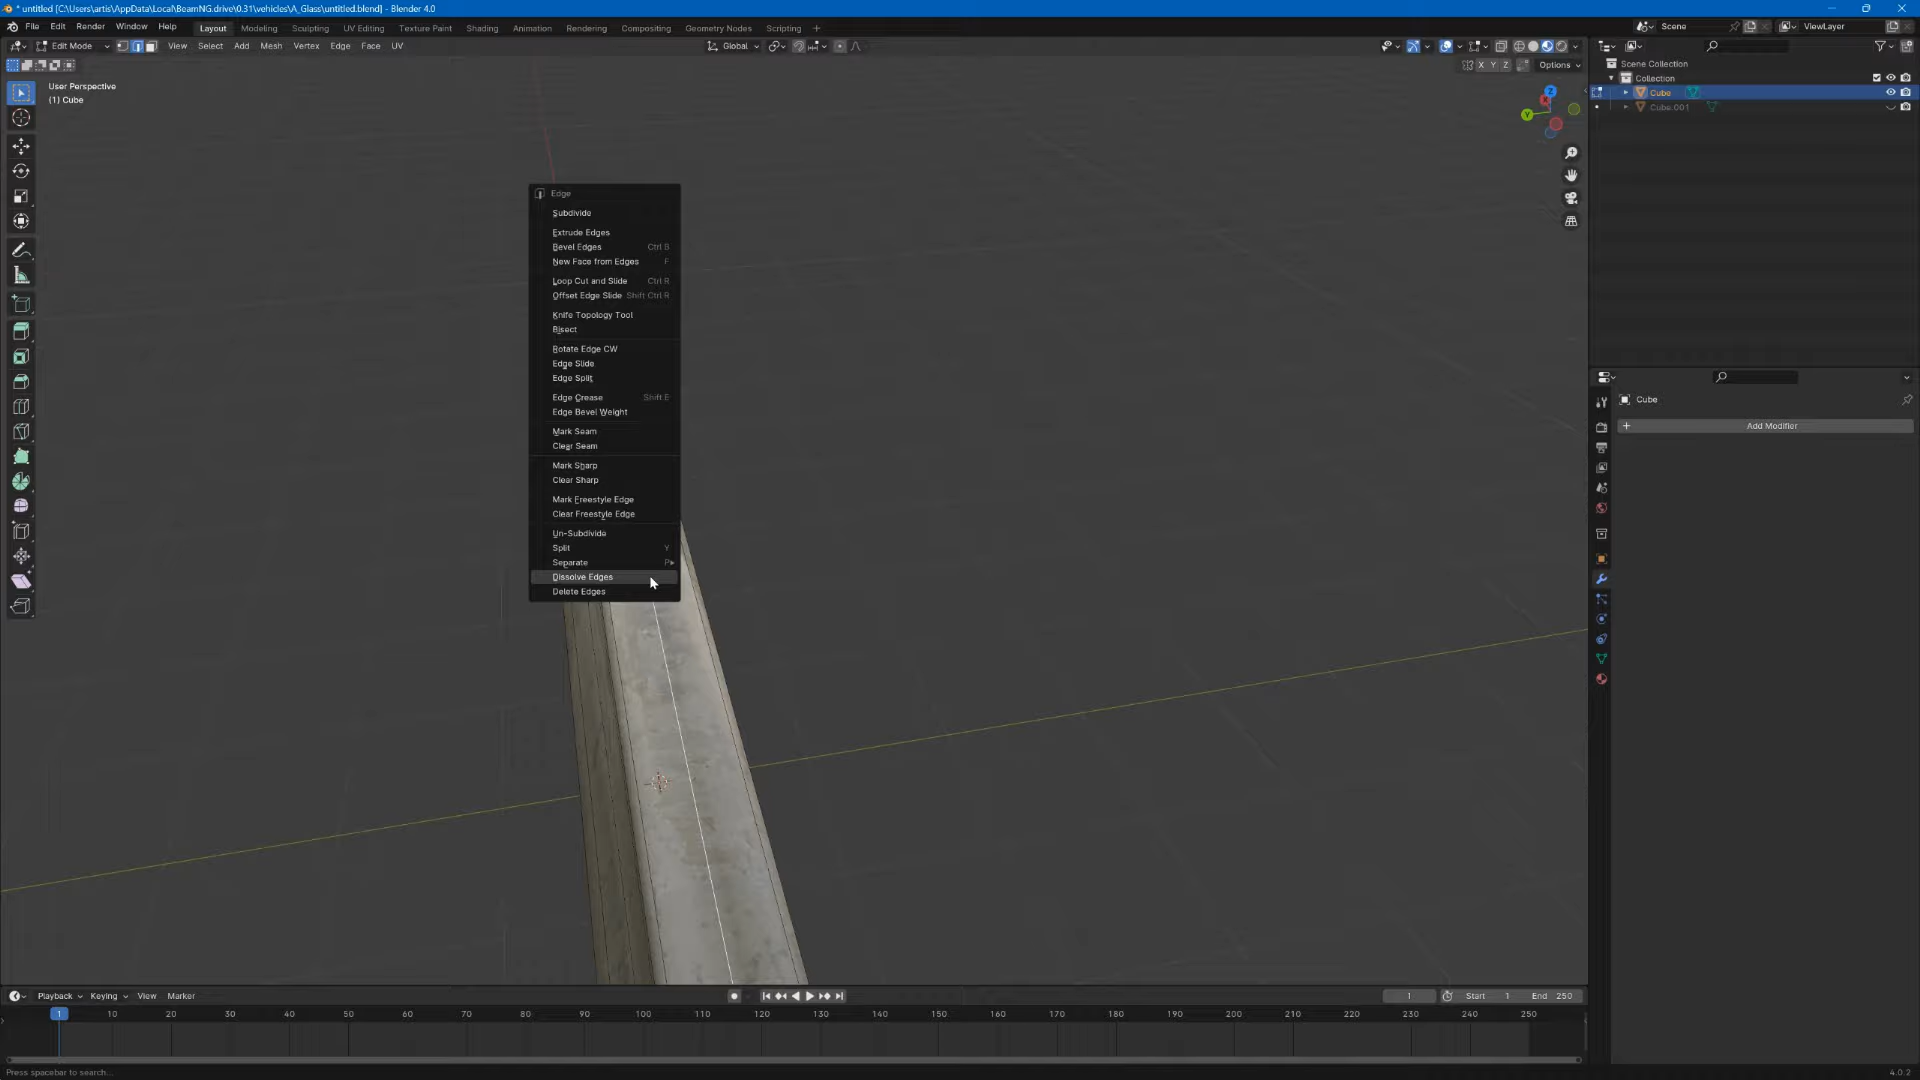 * untitled [C:\Users\artis\AppData\Local\BeamNG.drive\0.31\vehicles\A_Glass\untitled.blend] - Blender 4.0
File Edit Render Window Help Layout Modeling Sculpting UV Editing Texture Paint Shading Animation Rendering Compositing Geometry Nodes Scripting + Scene ViewLayer
Edit Mode View Select Add Mesh Vertex Edge Face UV Global
X Y Z Options
User Perspective
(1) Cube
Scene Collection
Collection
Cube
Cube.001
Z
X
Y
Edge
Subdivide
Extrude Edges
Bevel Edges Ctrl B
New Face from Edges F
Loop Cut and Slide Ctrl R
Offset Edge Slide Shift Ctrl R
Knife Topology Tool
Bisect
Rotate Edge CW
Edge Slide
Edge Split
Edge Crease Shift E
Edge Bevel Weight
Mark Seam
Clear Seam
Mark Sharp
Clear Sharp
Mark Freestyle Edge
Clear Freestyle Edge
Un-Subdivide
Split Y
Separate P
Dissolve Edges
Delete Edges
Cube
+ Add Modifier
Playback Keying View Marker 1 Start 1 End 250
1 10 20 30 40 50 60 70 80 90 100 110 120 130 140 150 160 170 180 190 200 210 220 230 240 250
Press spacebar to search... 4.0.2